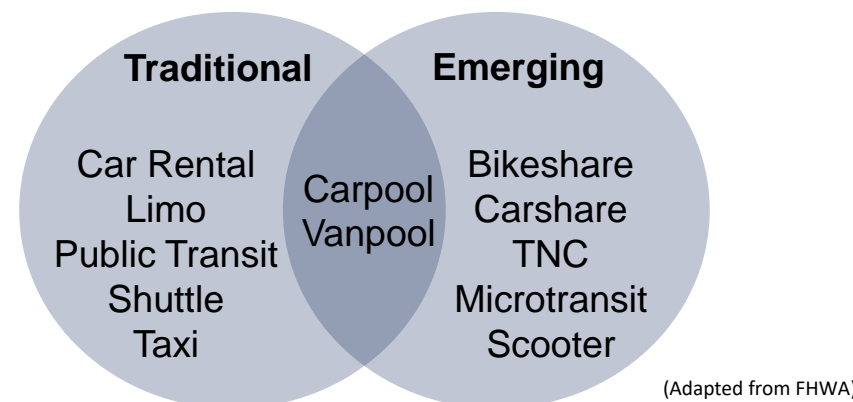 Traditional
Emerging
Car Rental
Limo
Public Transit
Shuttle
Taxi
Carpool
Vanpool
Bikeshare
Carshare
TNC
Microtransit
Scooter
(Adapted from FHWA)